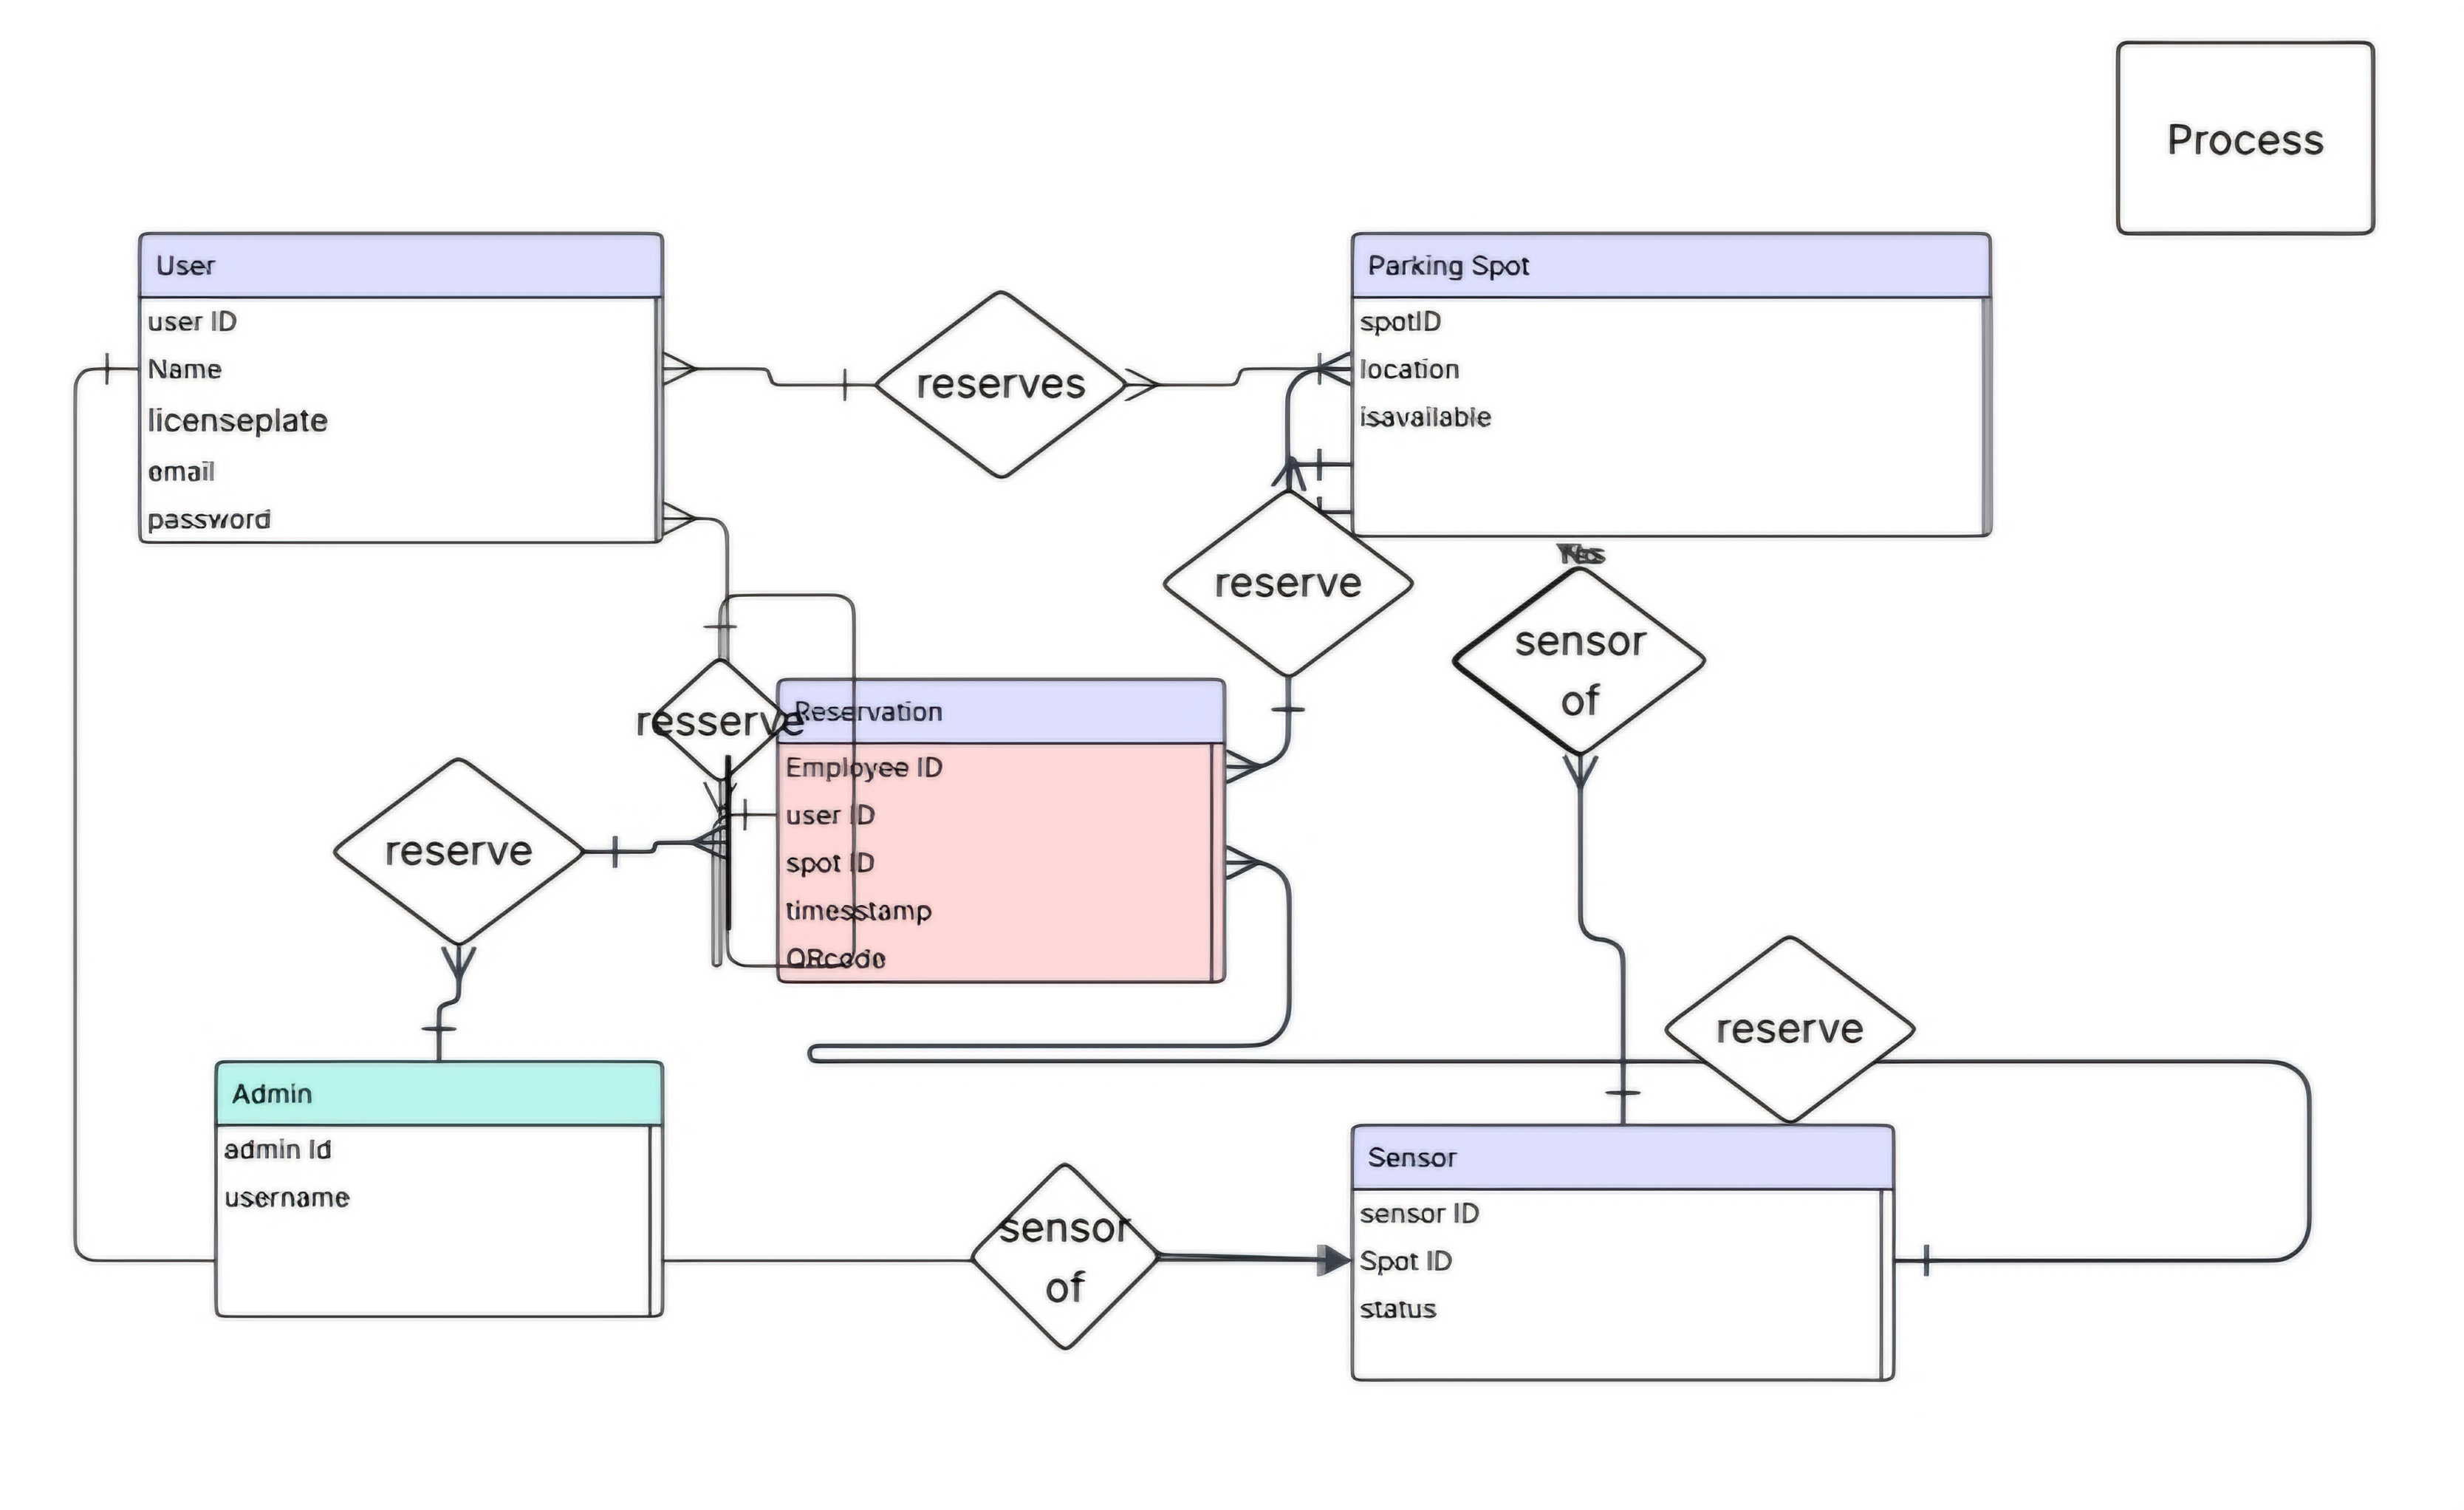 Process
User
user ID
Name
licenseplate
email
password
reserves
Parking Spot
spotID
location
isavailable
reserve
sensor
of
resserve
Reservation
Employee ID
user ID
spot ID
timesstamp
QRcode
reserve
reserve
Admin
admin Id
username
sensor
of
Sensor
sensor ID
Spot ID
status